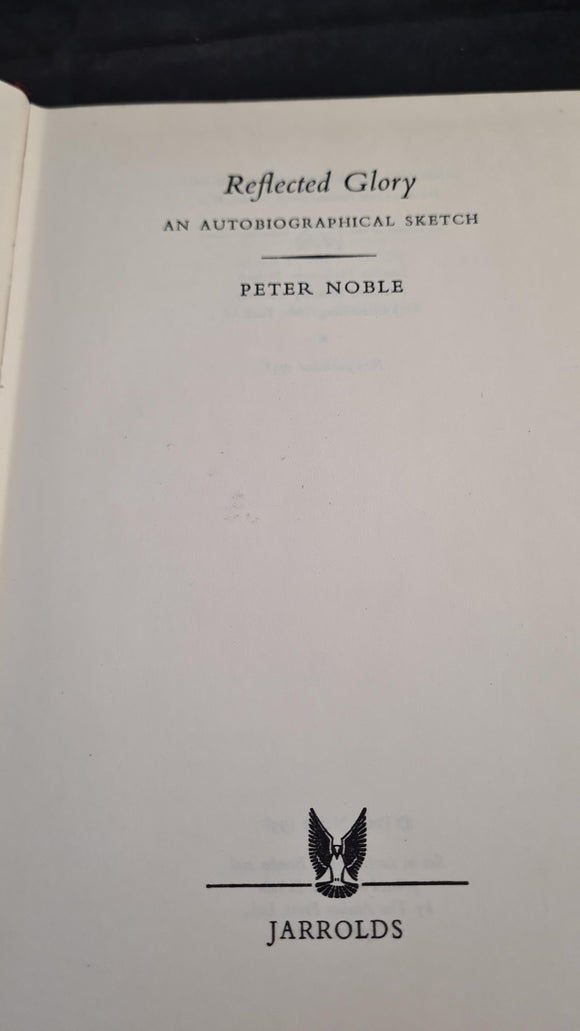 Reflected Glory
AN AUTOBIOGRAPHICAL SKETCH
PETER NOBLE
JARROLDS